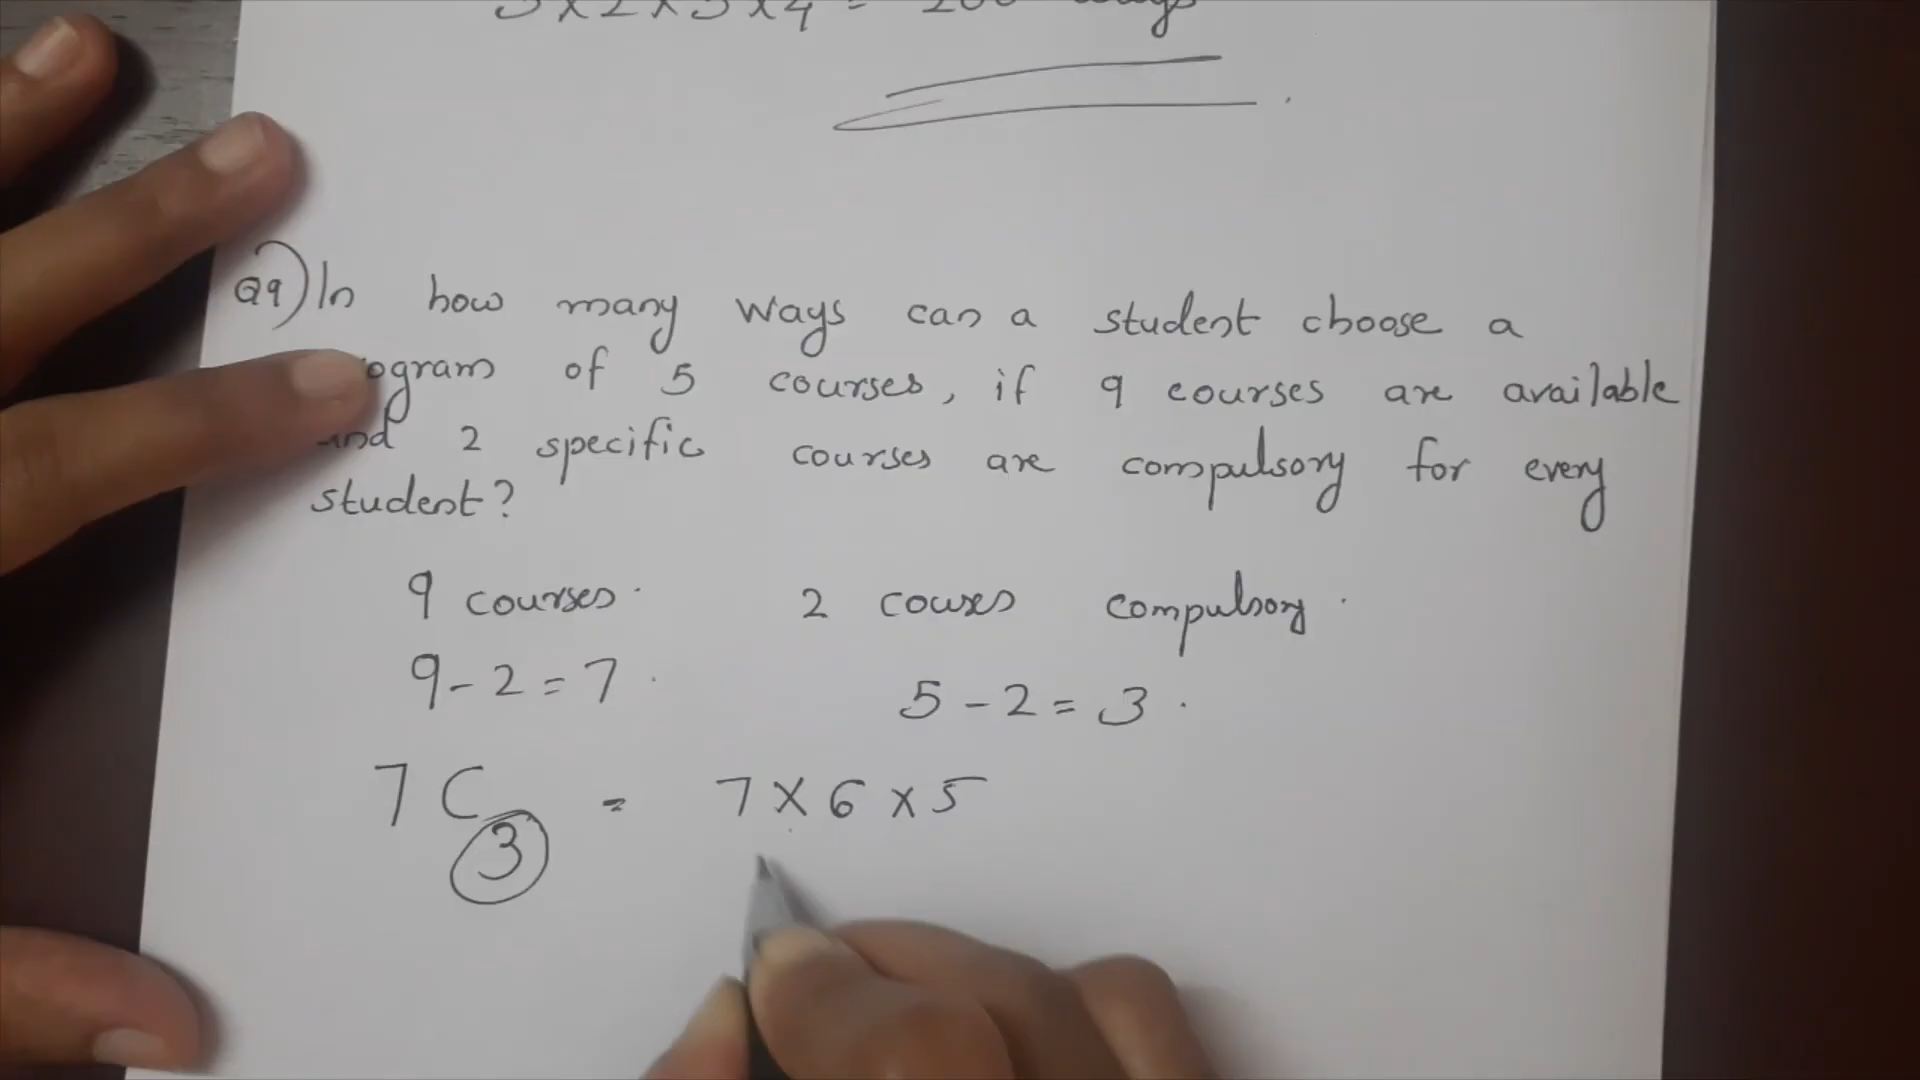 Q9) In how many ways can a student choose a
of 5 courses, if 9 courses are available
and 2 specific courses are compulsory for every
student?
9 courses. 2 couses compulsory.
9-2=7. 5-2=3.
7C3 = 7×6×5